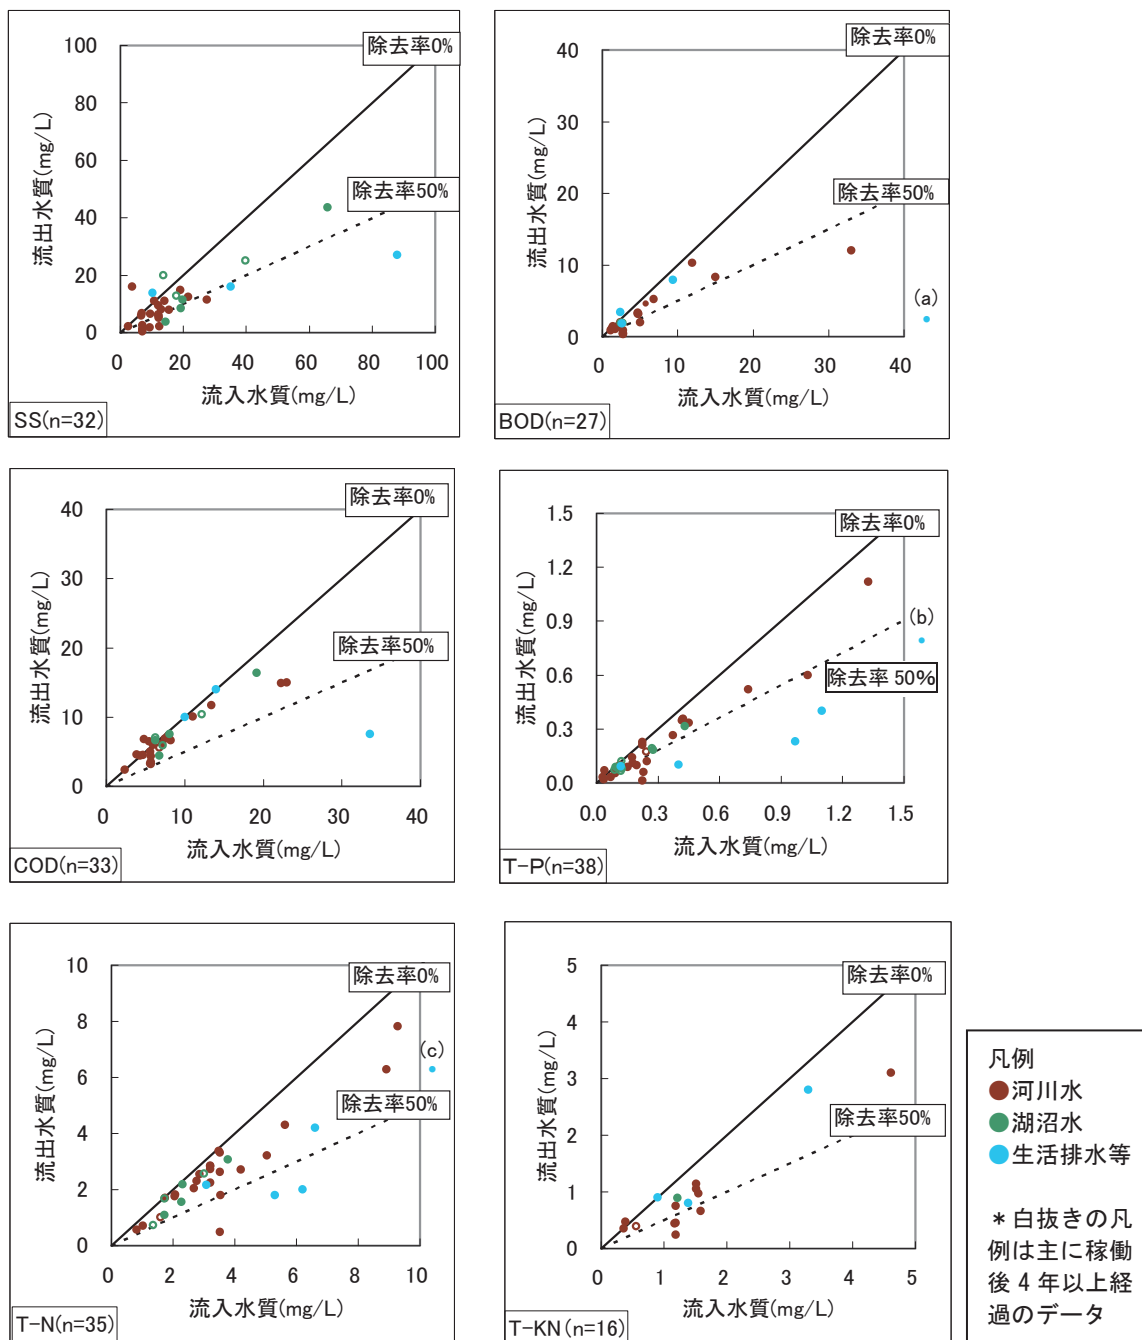 除去率0%
除去率50%
100
80
60
40
20
0
流出水質(mg/L)
0 20 40 60 80 100
流入水質(mg/L)
SS(n=32)
除去率0%
除去率50%
40
30
20
10
0
流出水質(mg/L)
(a)
0 10 20 30 40
流入水質(mg/L)
BOD(n=27)
除去率0%
除去率50%
40
30
20
10
0
流出水質(mg/L)
0 10 20 30 40
流入水質(mg/L)
COD(n=33)
除去率0%
(b)
除去率50%
1.5
1.2
0.9
0.6
0.3
0.0
流出水質(mg/L)
0.0 0.3 0.6 0.9 1.2 1.5
流入水質(mg/L)
T-P(n=38)
除去率0%
(c)
除去率50%
10
8
6
4
2
0
流出水質(mg/L)
0 2 4 6 8 10
流入水質(mg/L)
T-N(n=35)
除去率0%
除去率50%
5
4
3
2
1
0
流出水質(mg/L)
0 1 2 3 4 5
流入水質(mg/L)
T-KN(n=16)
凡例
河川水
湖沼水
生活排水等
*白抜きの凡
例は主に稼働
後4年以上経
過のデータ